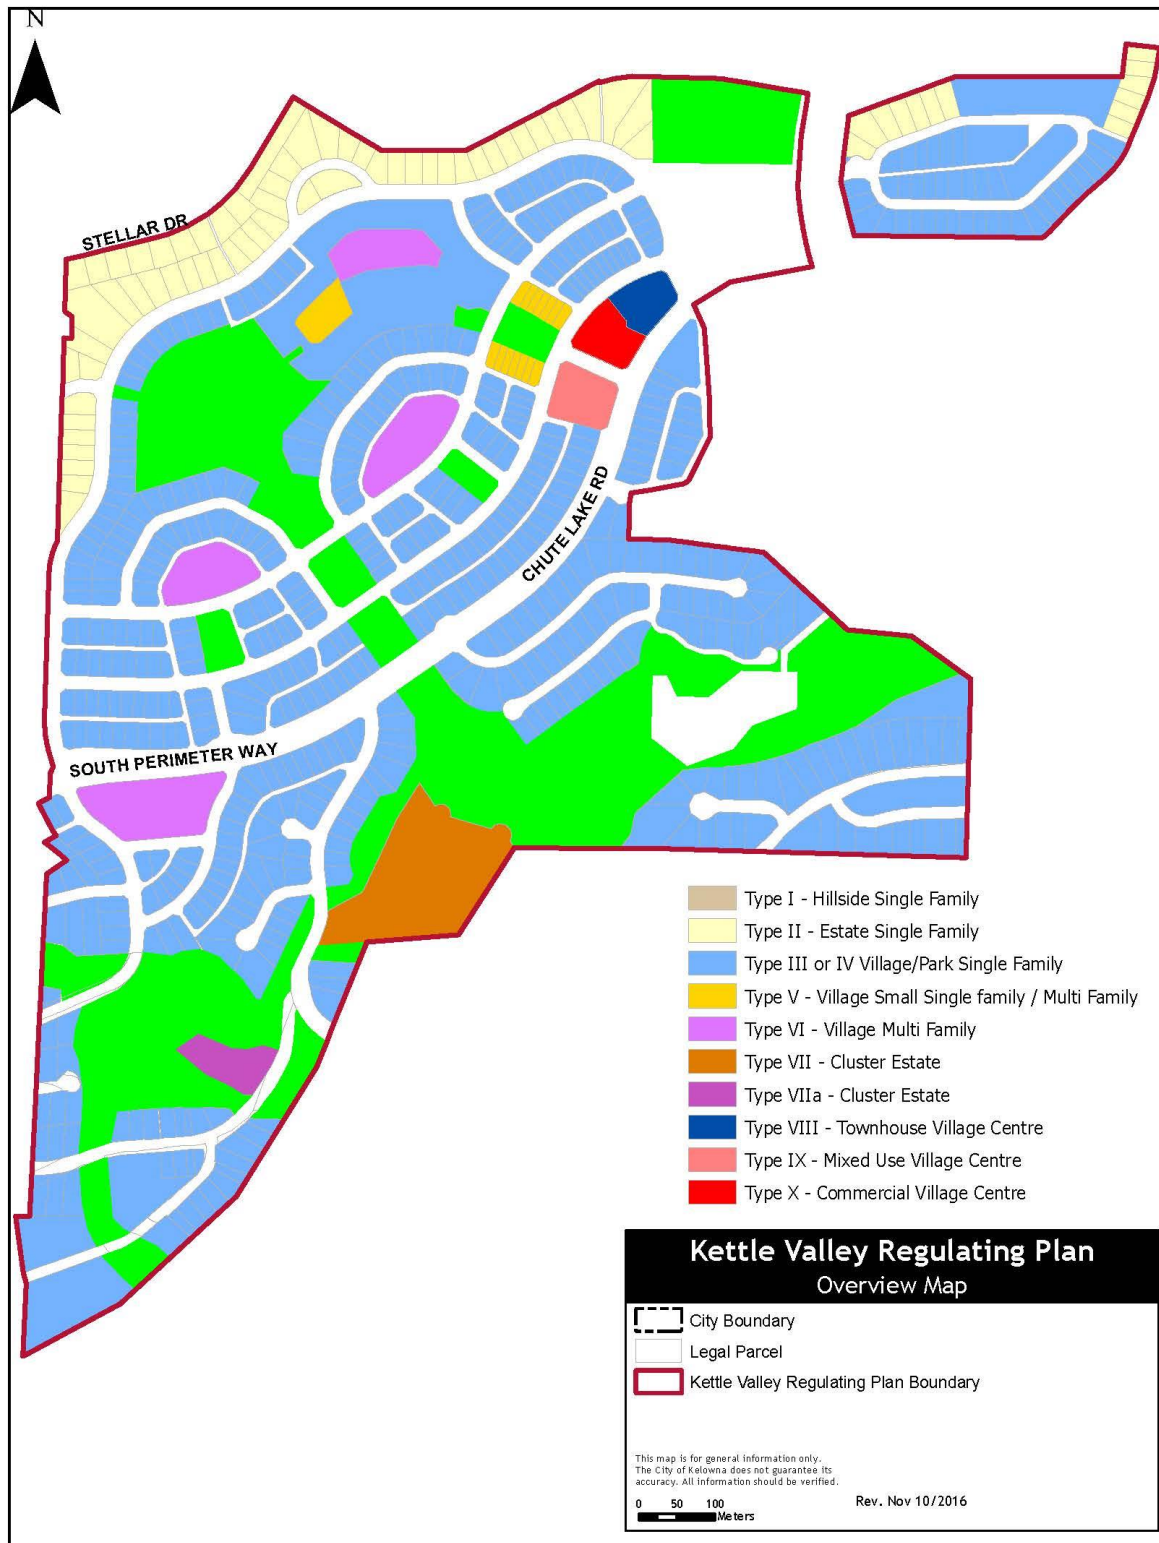 N
STELLAR DR
CHUTE LAKE RD
SOUTH PERIMETER WAY
Type I - Hillside Single Family
Type II - Estate Single Family
Type III or IV Village/Park Single Family
Type V - Village Small Single family / Multi Family
Type VI - Village Multi Family
Type VII - Cluster Estate
Type VIIa - Cluster Estate
Type VIII - Townhouse Village Centre
Type IX - Mixed Use Village Centre
Type X - Commercial Village Centre
Kettle Valley Regulating Plan
Overview Map
City Boundary
Legal Parcel
Kettle Valley Regulating Plan Boundary
This map is for general information only.
The City of Kelowna does not guarantee its
accuracy. All information should be verified.
0 50 100
Meters
Rev. Nov 10/2016